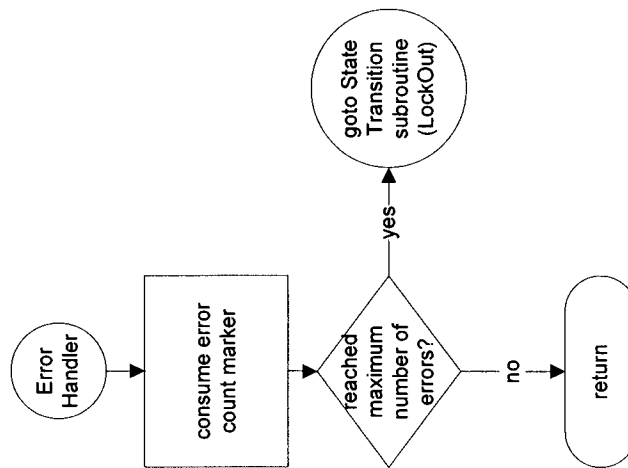 Error
Handler
consume error
count marker
reached
maximum
number of
errors?
yes
goto State
Transition
subroutine
(LockOut)
no
return